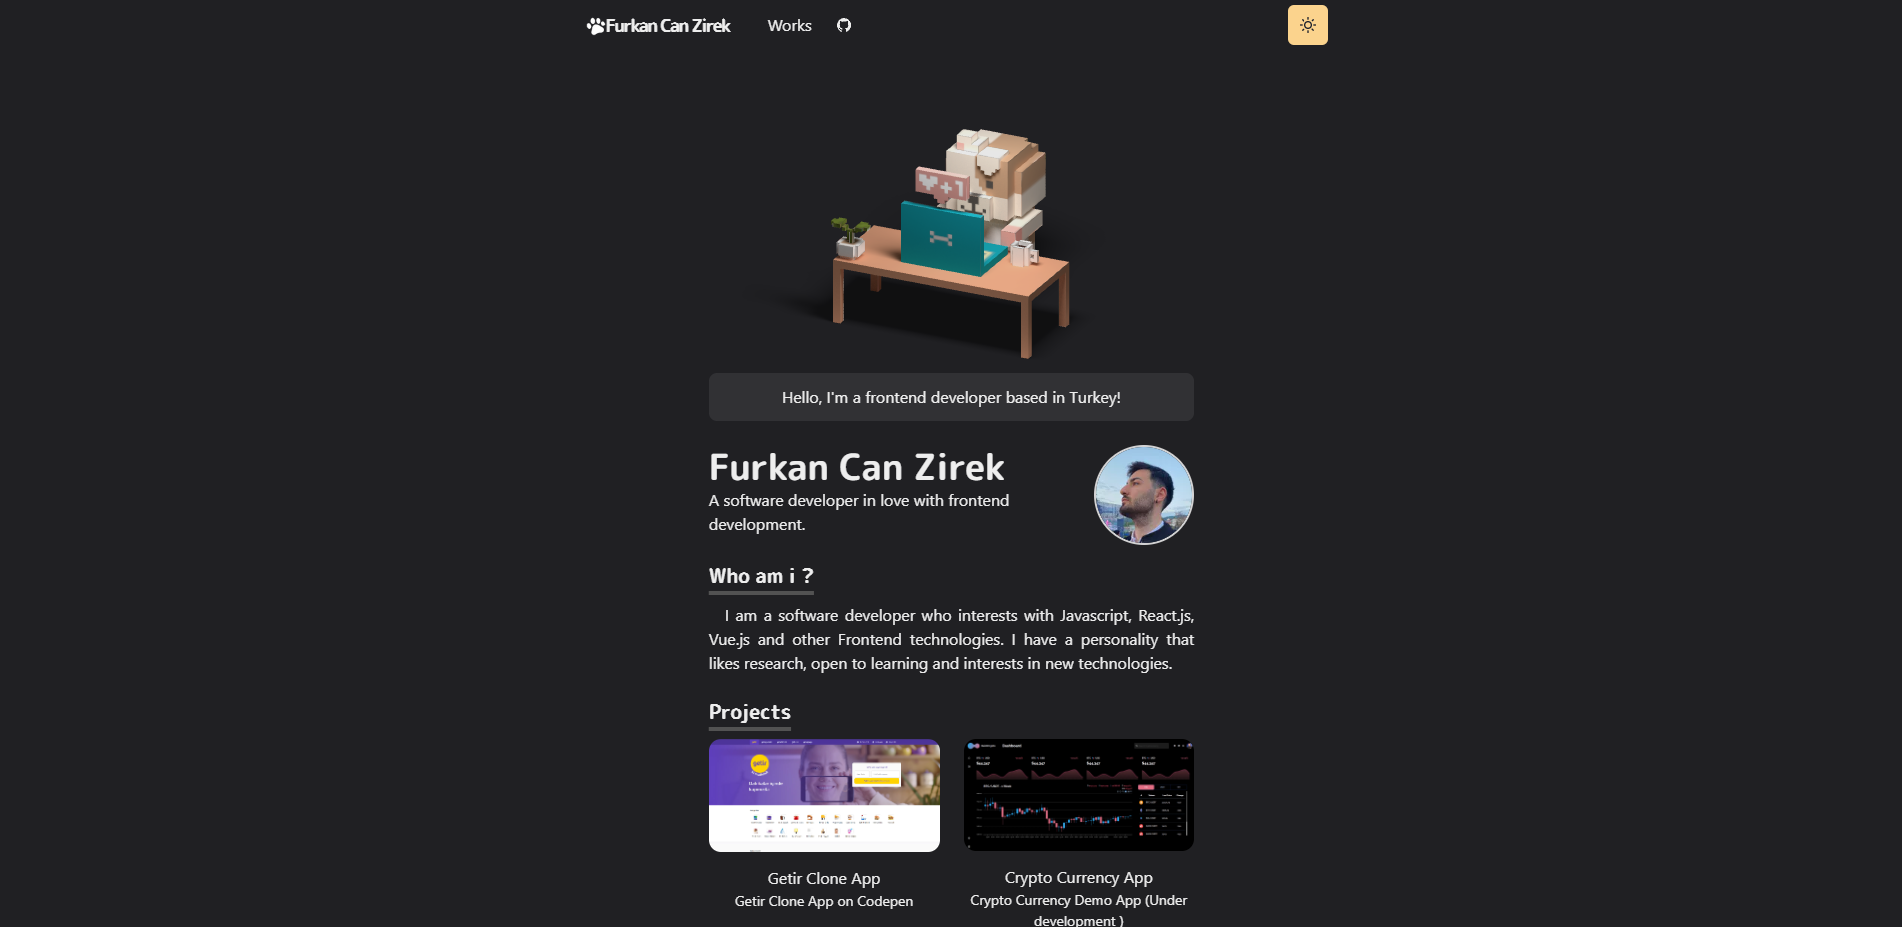 Furkan Can Zirek
Works
+1
Hello, I'm a frontend developer based in Turkey!
Furkan Can Zirek
A software developer in love with frontend
development.
Who am i ?
I am a software developer who interests with Javascript, React.js,
Vue.js and other Frontend technologies. I have a personality that
likes research, open to learning and interests in new technologies.
Projects
getir
Dashboard
Getir Clone App
Getir Clone App on Codepen
Crypto Currency App
Crypto Currency Demo App (Under
development )